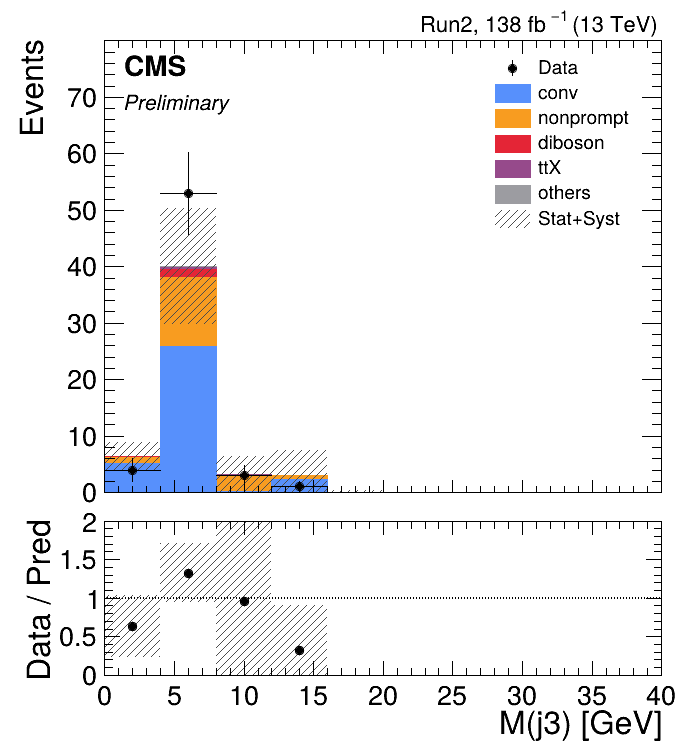 Run2, 138 fb⁻¹ (13 TeV)
CMS
Preliminary
Data
conv
nonprompt
diboson
ttX
others
Stat+Syst
Events
70
60
50
40
30
20
10
0
Data / Pred
2
1.5
1
0.5
0
0 5 10 15 20 25 30 35 40
M(j3) [GeV]